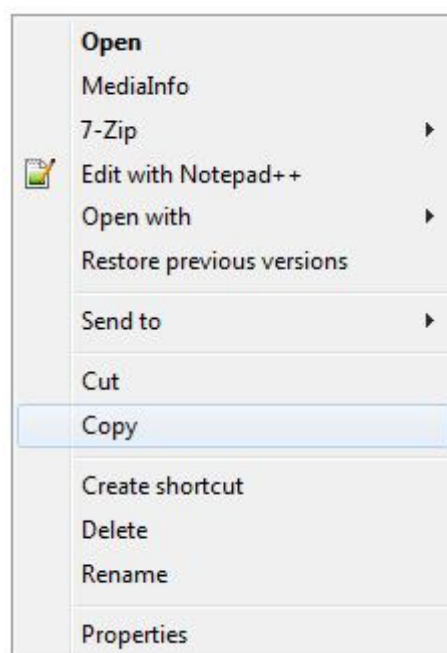 Open
MediaInfo
7-Zip
Edit with Notepad++
Open with
Restore previous versions
Send to
Cut
Copy
Create shortcut
Delete
Rename
Properties